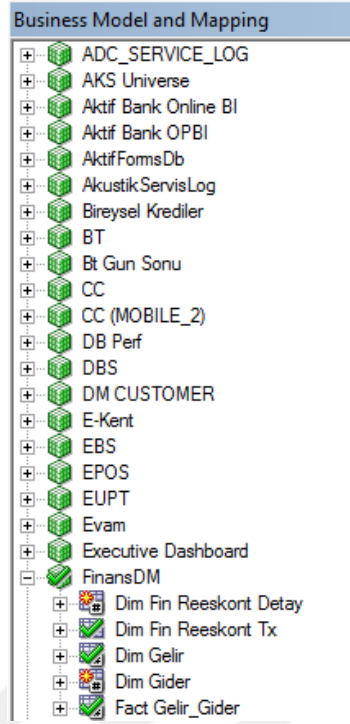 Business Model and Mapping
ADC_SERVICE_LOG
AKS Universe
Aktif Bank Online BI
Aktif Bank OPBI
AktifFormsDb
AkustikServisLog
Bireysel Krediler
BT
Bt Gun Sonu
CC
CC (MOBILE_2)
DB Perf
DBS
DM CUSTOMER
E-Kent
EBS
EPOS
EUPT
Evam
Executive Dashboard
FinansDM
Dim Fin Reeskont Detay
Dim Fin Reeskont Tx
Dim Gelir
Dim Gider
Fact Gelir_Gider